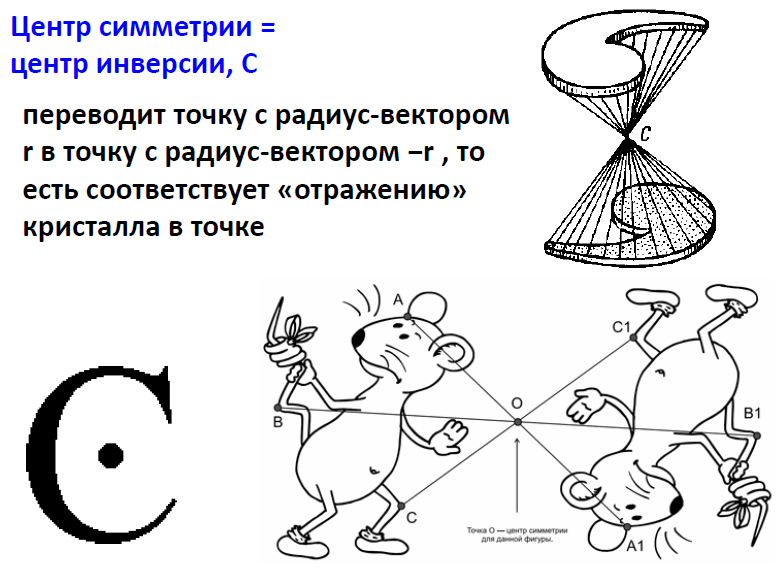 Центр симметрии =
центр инверсии, С
переводит точку с радиус-вектором
r в точку с радиус-вектором −r , то
есть соответствует «отражению»
кристалла в точке
C
A
C1
O
B
B1
C
A1
Точка О — центр симметрии
для данной фигуры.
C